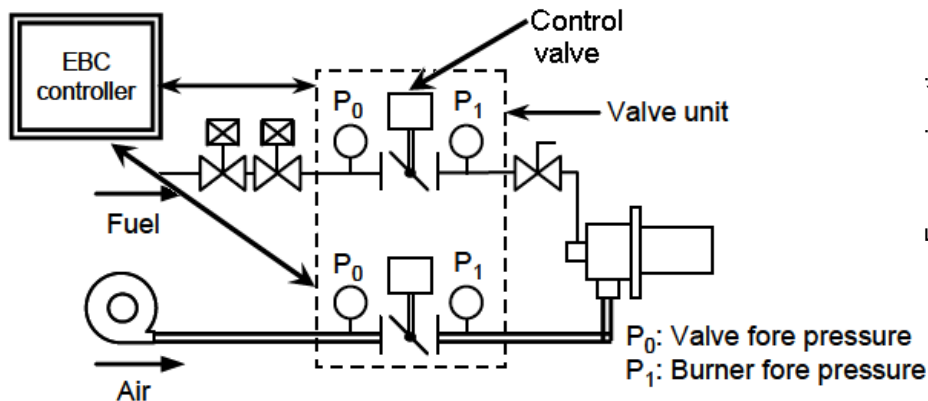 Control
valve
EBC
controller
P0
P1
Valve unit
Fuel
P0
P1
P0: Valve fore pressure
P1: Burner fore pressure
Air